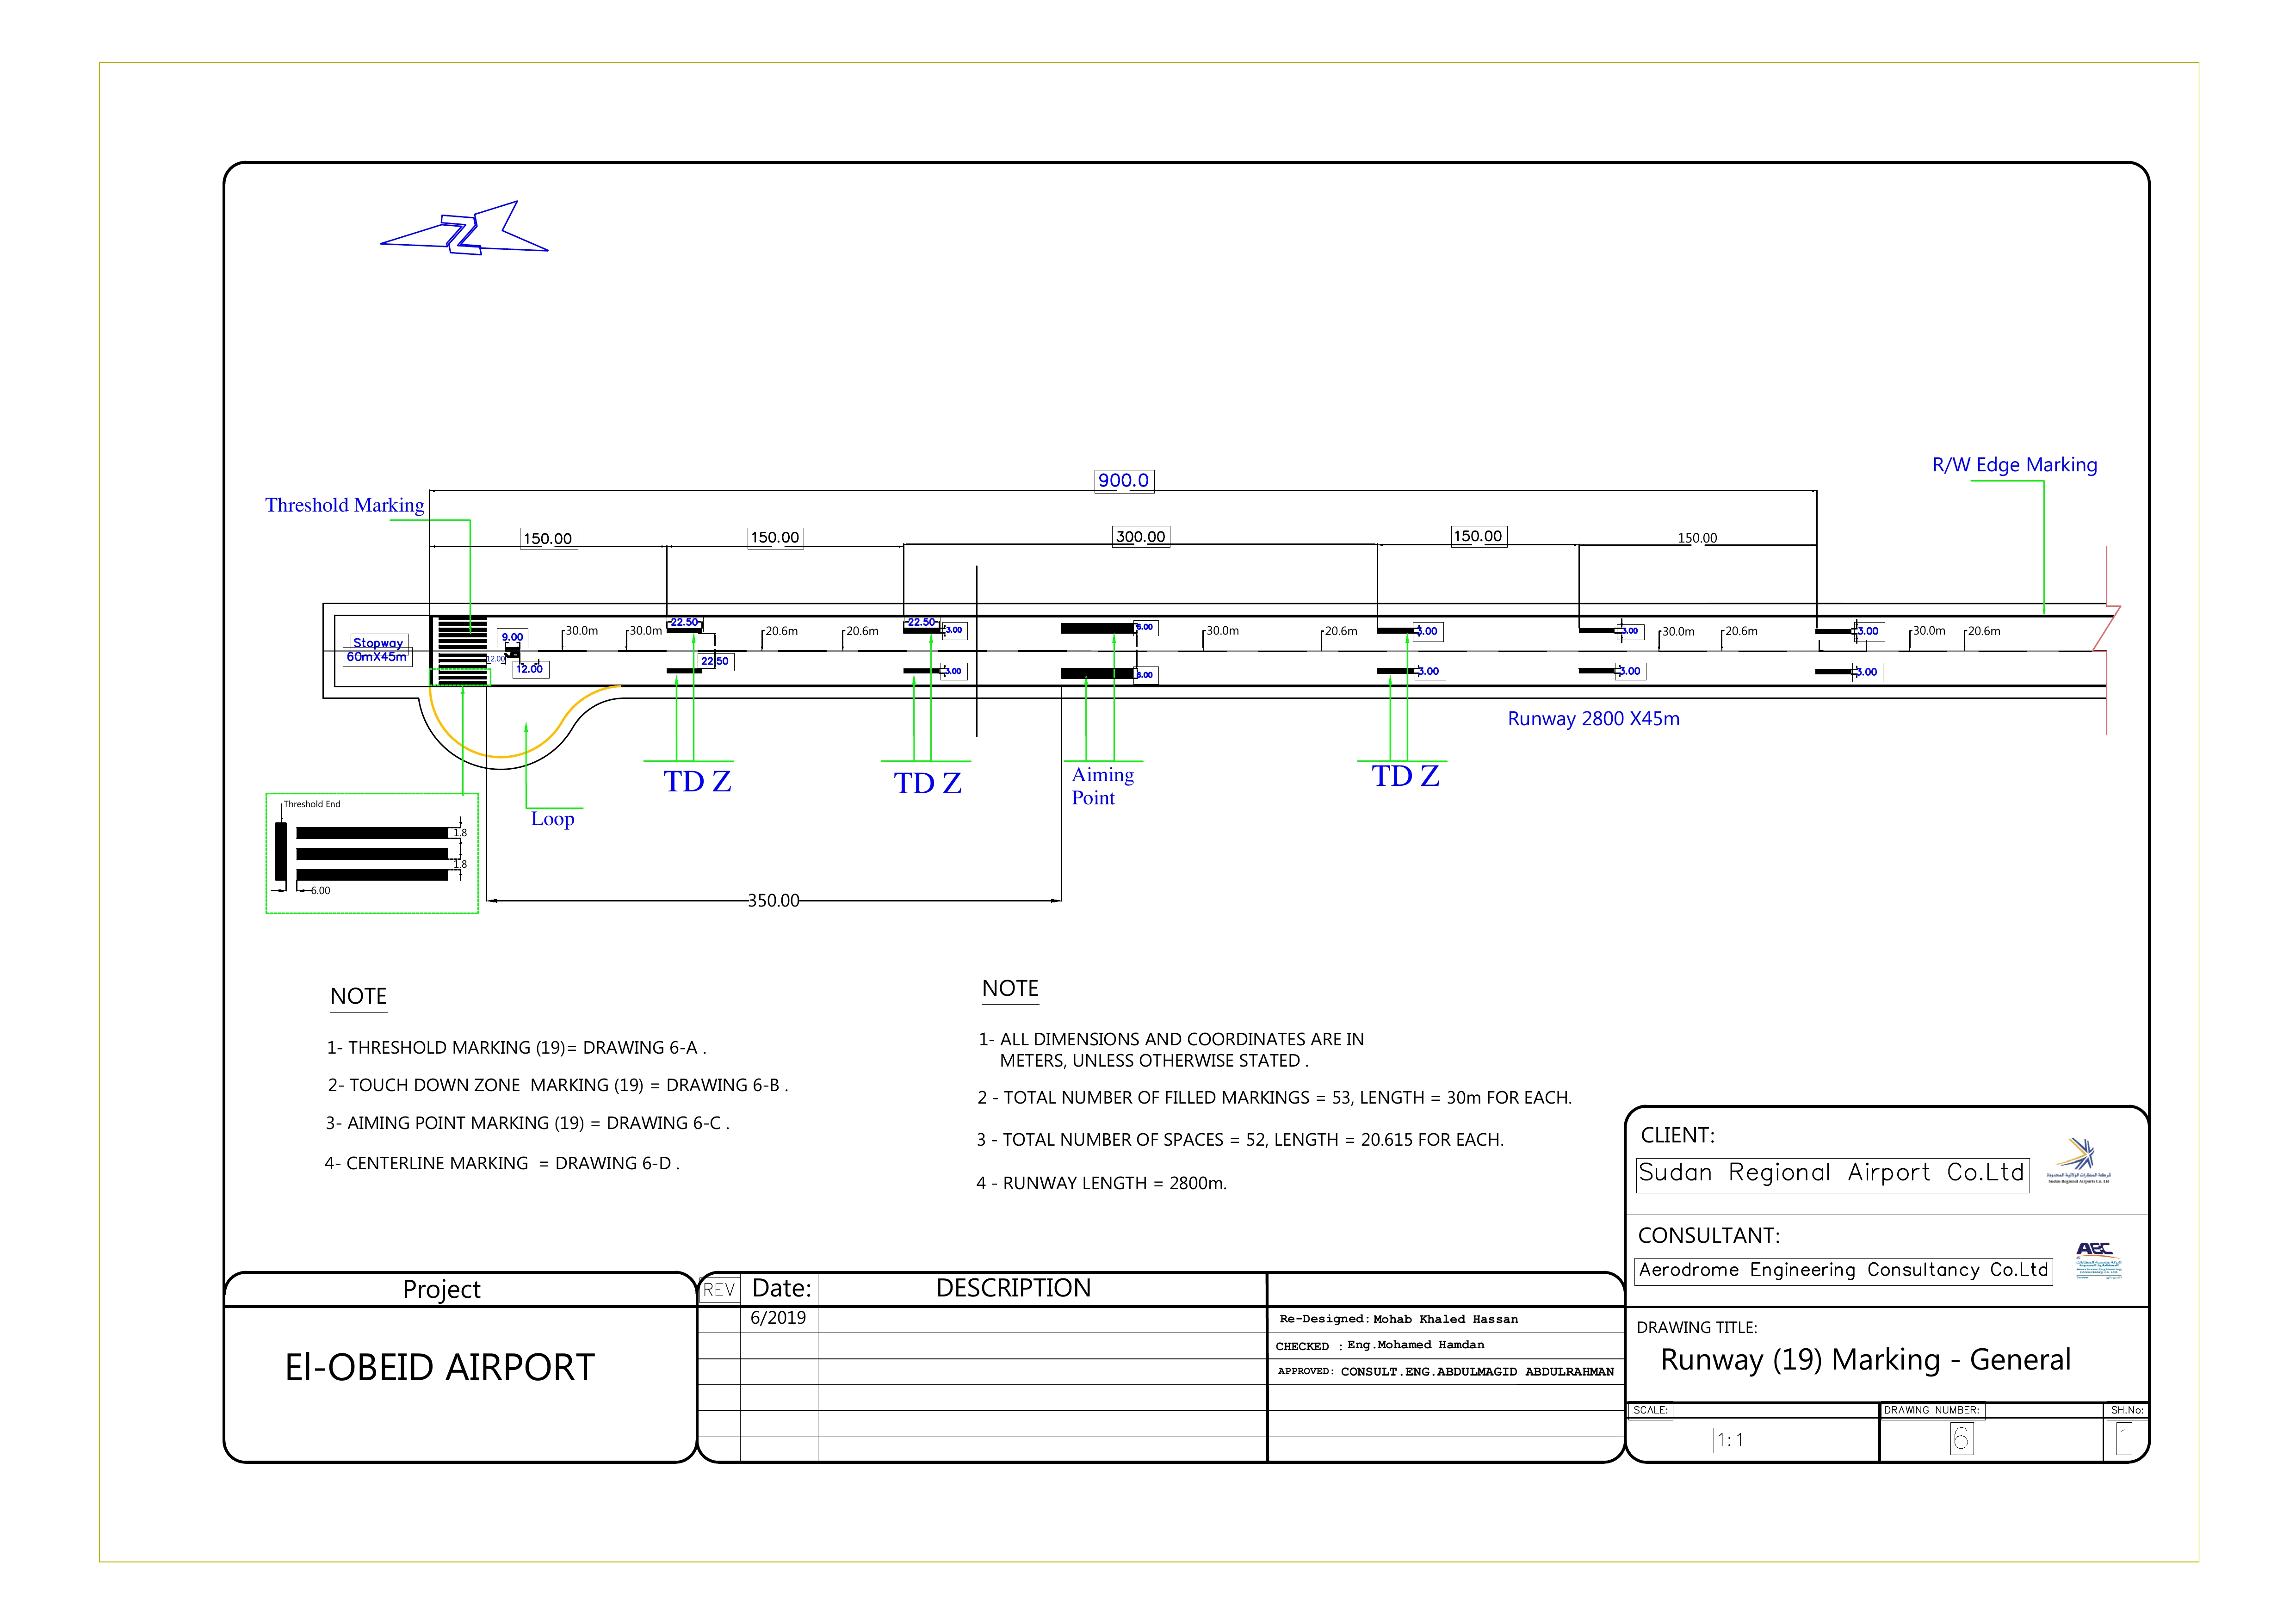 R/W Edge Marking
900.0
Threshold Marking
150.00
150.00
300.00
150.00
150.00
Stopway
60mX45m
9.00
12.00
12.00
30.0m
30.0m
22.50
22.50
20.6m
20.6m
22.50
3.00
3.00
6.00
6.00
30.0m
20.6m
3.00
3.00
3.00
3.00
30.0m
20.6m
3.00
3.00
30.0m
20.6m
Runway 2800 X45m
TD Z
TD Z
Aiming
Point
TD Z
Loop
Threshold End
1.8
1.8
6.00
350.00
NOTE
1- THRESHOLD MARKING (19)= DRAWING 6-A .
2- TOUCH DOWN ZONE MARKING (19) = DRAWING 6-B .
3- AIMING POINT MARKING (19) = DRAWING 6-C .
4- CENTERLINE MARKING = DRAWING 6-D .
NOTE
1- ALL DIMENSIONS AND COORDINATES ARE IN
METERS, UNLESS OTHERWISE STATED .
2 - TOTAL NUMBER OF FILLED MARKINGS = 53, LENGTH = 30m FOR EACH.
3 - TOTAL NUMBER OF SPACES = 52, LENGTH = 20.615 FOR EACH.
4 - RUNWAY LENGTH = 2800m.
CLIENT:
Sudan Regional Airport Co.Ltd
Sudan Regional Airports Co. Ltd
CONSULTANT:
Aerodrome Engineering Consultancy Co.Ltd
AEC
DRAWING TITLE:
Runway (19) Marking - General
SCALE:
1:1
DRAWING NUMBER:
6
SH.No:
1
Project
El-OBEID AIRPORT
REV
Date:
DESCRIPTION
6/2019
Re-Designed: Mohab Khaled Hassan
CHECKED : Eng.Mohamed Hamdan
APPROVED: CONSULT.ENG.ABDULMAGID ABDULRAHMAN